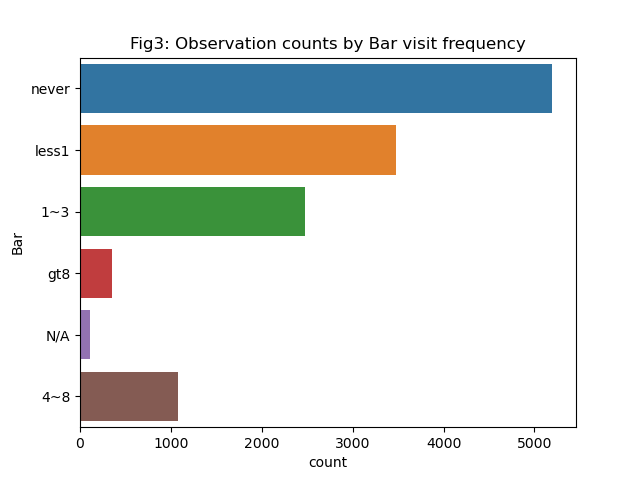 Fig3: Observation counts by Bar visit frequency
never
less1
1~3
gt8
N/A
4~8
Bar
0 1000 2000 3000 4000 5000
count